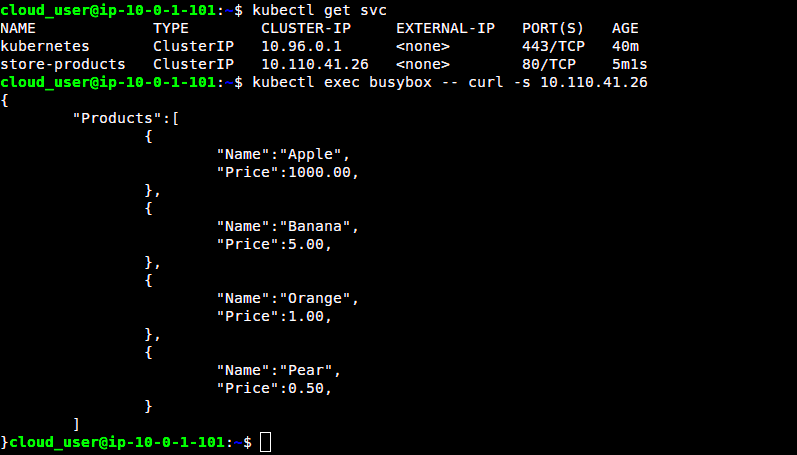 cloud_user@ip-10-0-1-101:~$ kubectl get svc
NAME             TYPE        CLUSTER-IP     EXTERNAL-IP   PORT(S)   AGE
kubernetes       ClusterIP   10.96.0.1      <none>        443/TCP   40m
store-products   ClusterIP   10.110.41.26   <none>        80/TCP    5m1s
cloud_user@ip-10-0-1-101:~$ kubectl exec busybox -- curl -s 10.110.41.26
{
        "Products":[
                {
                        "Name":"Apple",
                        "Price":1000.00,
                },
                {
                        "Name":"Banana",
                        "Price":5.00,
                },
                {
                        "Name":"Orange",
                        "Price":1.00,
                },
                {
                        "Name":"Pear",
                        "Price":0.50,
                }
        ]
}cloud_user@ip-10-0-1-101:~$